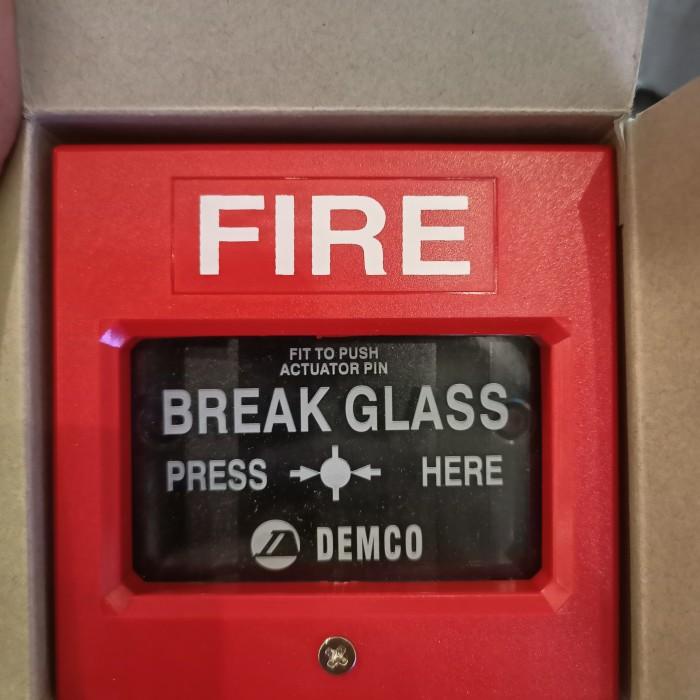 FIRE
FIT TO PUSH
ACTUATOR PIN
BREAK GLASS
PRESS HERE
DEMCO